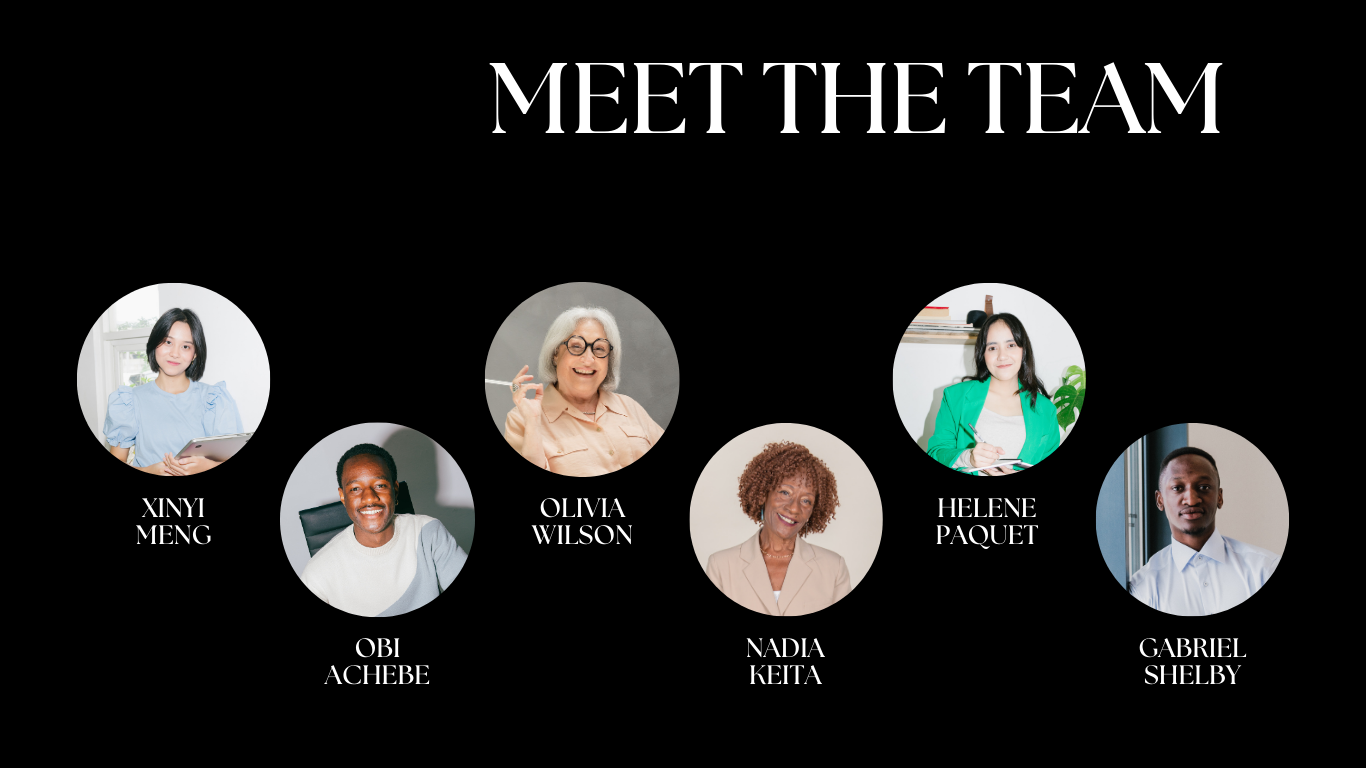 MEET THE TEAM
XINYI
MENG
OBI
ACHEBE
OLIVIA
WILSON
NADIA
KEITA
HELENE
PAQUET
GABRIEL
SHELBY